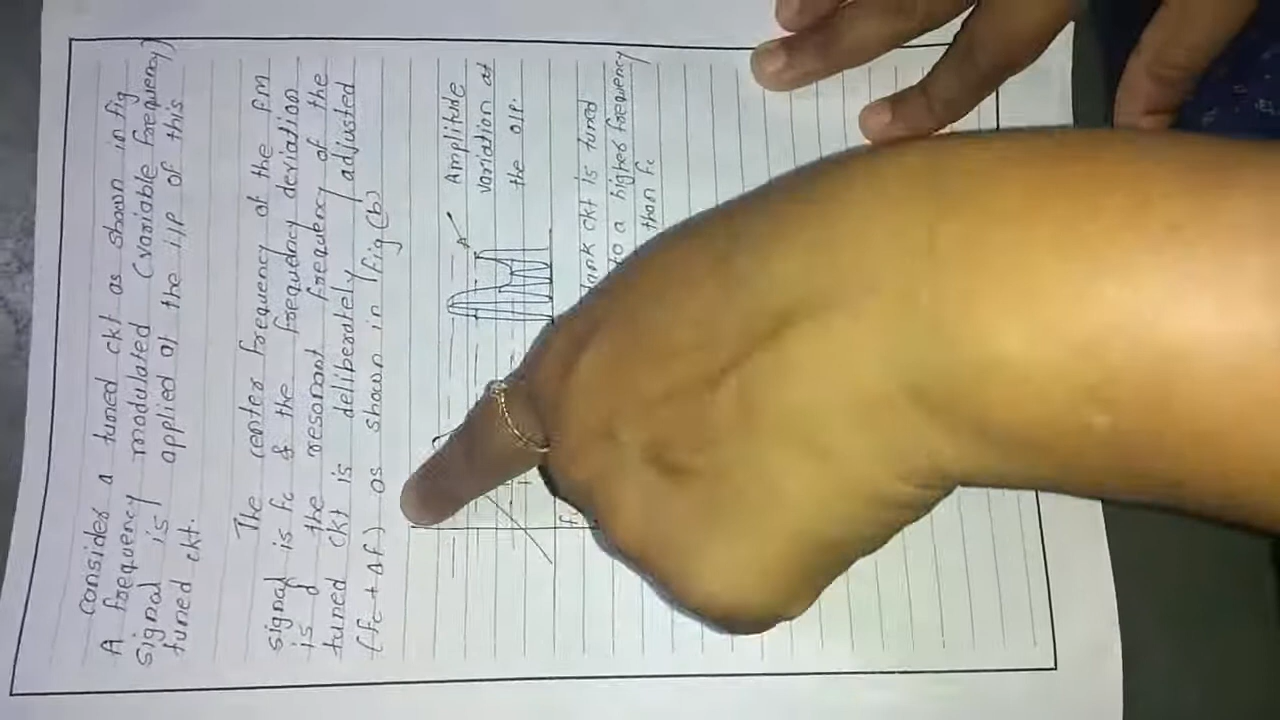 consider a tuned ckt as shown in fig
A frequency modulated (variable frequency)
signal is applied at the i/p of this
tuned ckt.
The center frequency of the FM
signal is fc & the frequency deviation
is the resonant frequency of the
tuned ckt is deliberately adjusted
(fc + Δf) as shown in fig (b)
Amplitude
variation at
the o/p.
tank ckt is tuned
to a higher frequency
than fc